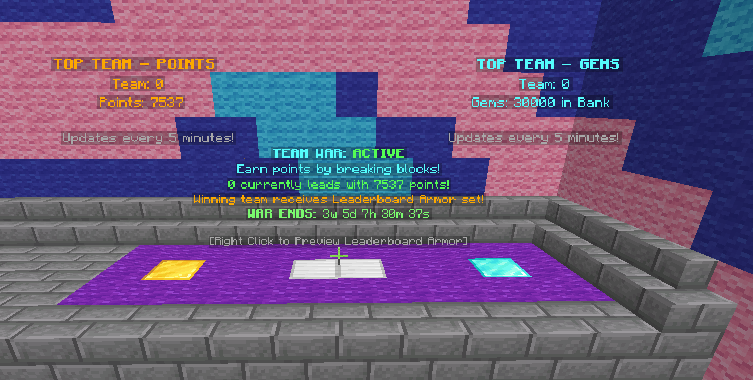 TOP TEAM - POINTS
Team: 0
Points: 7537
Updates every 5 minutes!
TOP TEAM - GEMS
Team: 0
Gems: 30000 in Bank
Updates every 5 minutes!
TEAM WAR: ACTIVE
Earn points by breaking blocks!
0 currently leads with 7537 points!
Winning team receives Leaderboard Armor set!
WAR ENDS: 3w 5d 7h 30m 37s
[Right Click to Preview Leaderboard Armor]